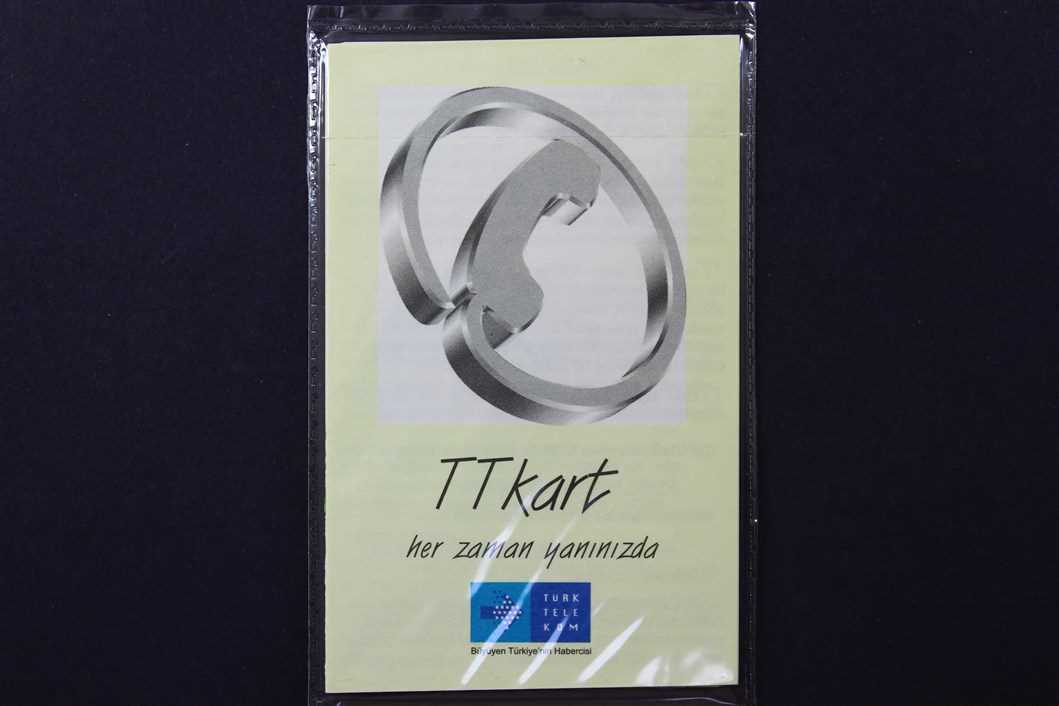 TTkart
her zaman yanınızda
TÜRK
TELE
KOM
Büyüyen Türkiye'nin Habercisi